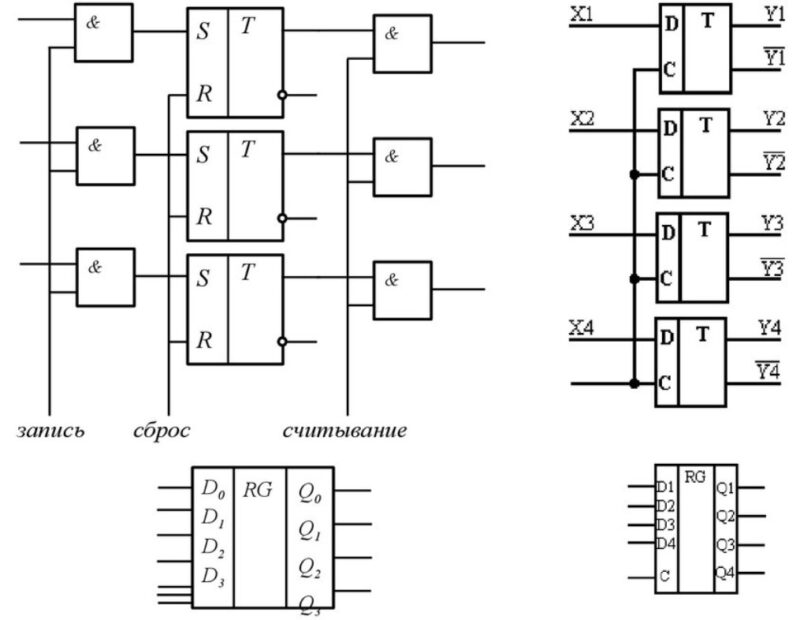 &
S T
R
&
&
S T
R
&
&
S T
R
&
запись сброс считывание
X1 D T Y1
C Y1
X2 D T Y2
C Y2
X3 D T Y3
C Y3
X4 D T Y4
C Y4
D0 RG Q0
D1 Q1
D2 Q2
D3 Q3
D1 RG Q1
D2 Q2
D3 Q3
D4 Q4
C